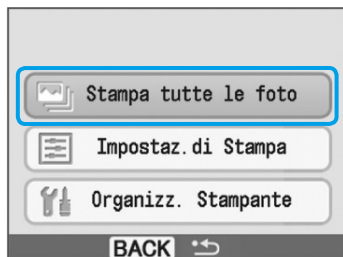 Stampa tutte le foto
Impostaz.di Stampa
Organizz. Stampante
BACK